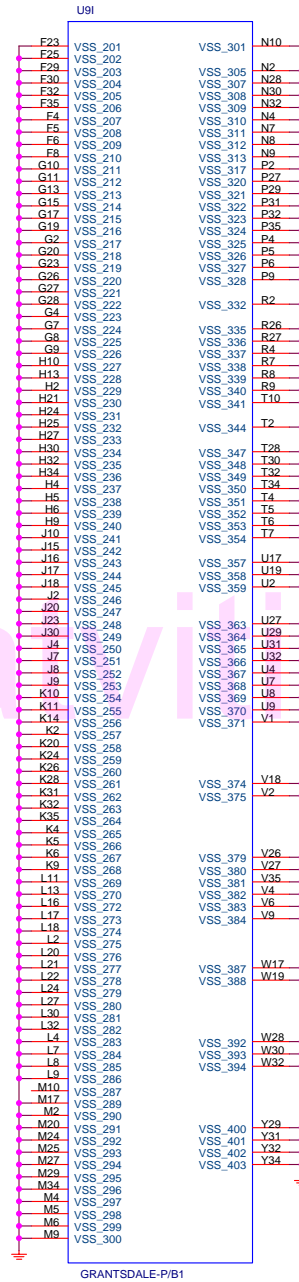 U9I
F23 VSS_201
F25 VSS_202
F29 VSS_203
F30 VSS_204
F32 VSS_205
F35 VSS_206
F4 VSS_207
F5 VSS_208
F6 VSS_209
F8 VSS_210
G10 VSS_211
G11 VSS_212
G13 VSS_213
G15 VSS_214
G17 VSS_215
G19 VSS_216
G2 VSS_217
G20 VSS_218
G23 VSS_219
G26 VSS_220
G27 VSS_221
G28 VSS_222
G4 VSS_223
G7 VSS_224
G8 VSS_225
G9 VSS_226
H10 VSS_227
H13 VSS_228
H2 VSS_229
H21 VSS_230
H24 VSS_231
H25 VSS_232
H27 VSS_233
H30 VSS_234
H32 VSS_235
H34 VSS_236
H4 VSS_237
H5 VSS_238
H6 VSS_239
H9 VSS_240
J10 VSS_241
J15 VSS_242
J16 VSS_243
J17 VSS_244
J18 VSS_245
J2 VSS_246
J20 VSS_247
J23 VSS_248
J30 VSS_249
J4 VSS_250
J7 VSS_251
J8 VSS_252
J9 VSS_253
K10 VSS_254
K11 VSS_255
K14 VSS_256
K2 VSS_257
K20 VSS_258
K24 VSS_259
K26 VSS_260
K28 VSS_261
K31 VSS_262
K32 VSS_263
K35 VSS_264
K4 VSS_265
K5 VSS_266
K6 VSS_267
K9 VSS_268
L11 VSS_269
L13 VSS_270
L16 VSS_272
L17 VSS_273
L18 VSS_274
L2 VSS_275
L20 VSS_276
L21 VSS_277
L22 VSS_278
L24 VSS_279
L27 VSS_280
L30 VSS_281
L32 VSS_282
L4 VSS_283
L7 VSS_284
L8 VSS_285
L9 VSS_286
M10 VSS_287
M17 VSS_289
M2 VSS_290
M20 VSS_291
M24 VSS_292
M25 VSS_293
M27 VSS_294
M29 VSS_295
M34 VSS_296
M4 VSS_297
M5 VSS_298
M6 VSS_299
M9 VSS_300
VSS_301 N10
VSS_305 N2
VSS_307 N28
VSS_308 N30
VSS_309 N32
VSS_310 N4
VSS_311 N7
VSS_312 N8
VSS_313 N9
VSS_317 P2
VSS_320 P27
VSS_321 P29
VSS_322 P31
VSS_323 P32
VSS_324 P35
VSS_325 P4
VSS_326 P5
VSS_327 P6
VSS_328 P9
VSS_332 R2
VSS_335 R26
VSS_336 R27
VSS_337 R4
VSS_338 R7
VSS_339 R8
VSS_340 R9
VSS_341 T10
VSS_344 T2
VSS_347 T28
VSS_348 T30
VSS_349 T32
VSS_350 T34
VSS_351 T4
VSS_352 T5
VSS_353 T6
VSS_354 T7
VSS_357 U17
VSS_358 U19
VSS_359 U2
VSS_363 U27
VSS_364 U29
VSS_365 U31
VSS_366 U32
VSS_367 U4
VSS_368 U7
VSS_369 U8
VSS_370 U9
VSS_371 V1
VSS_374 V18
VSS_375 V2
VSS_379 V26
VSS_380 V27
VSS_381 V35
VSS_382 V4
VSS_383 V6
VSS_384 V9
VSS_387 W17
VSS_388 W19
VSS_392 W28
VSS_393 W30
VSS_394 W32
VSS_400 Y29
VSS_401 Y31
VSS_402 Y32
VSS_403 Y34
GRANTSDALE-P/B1